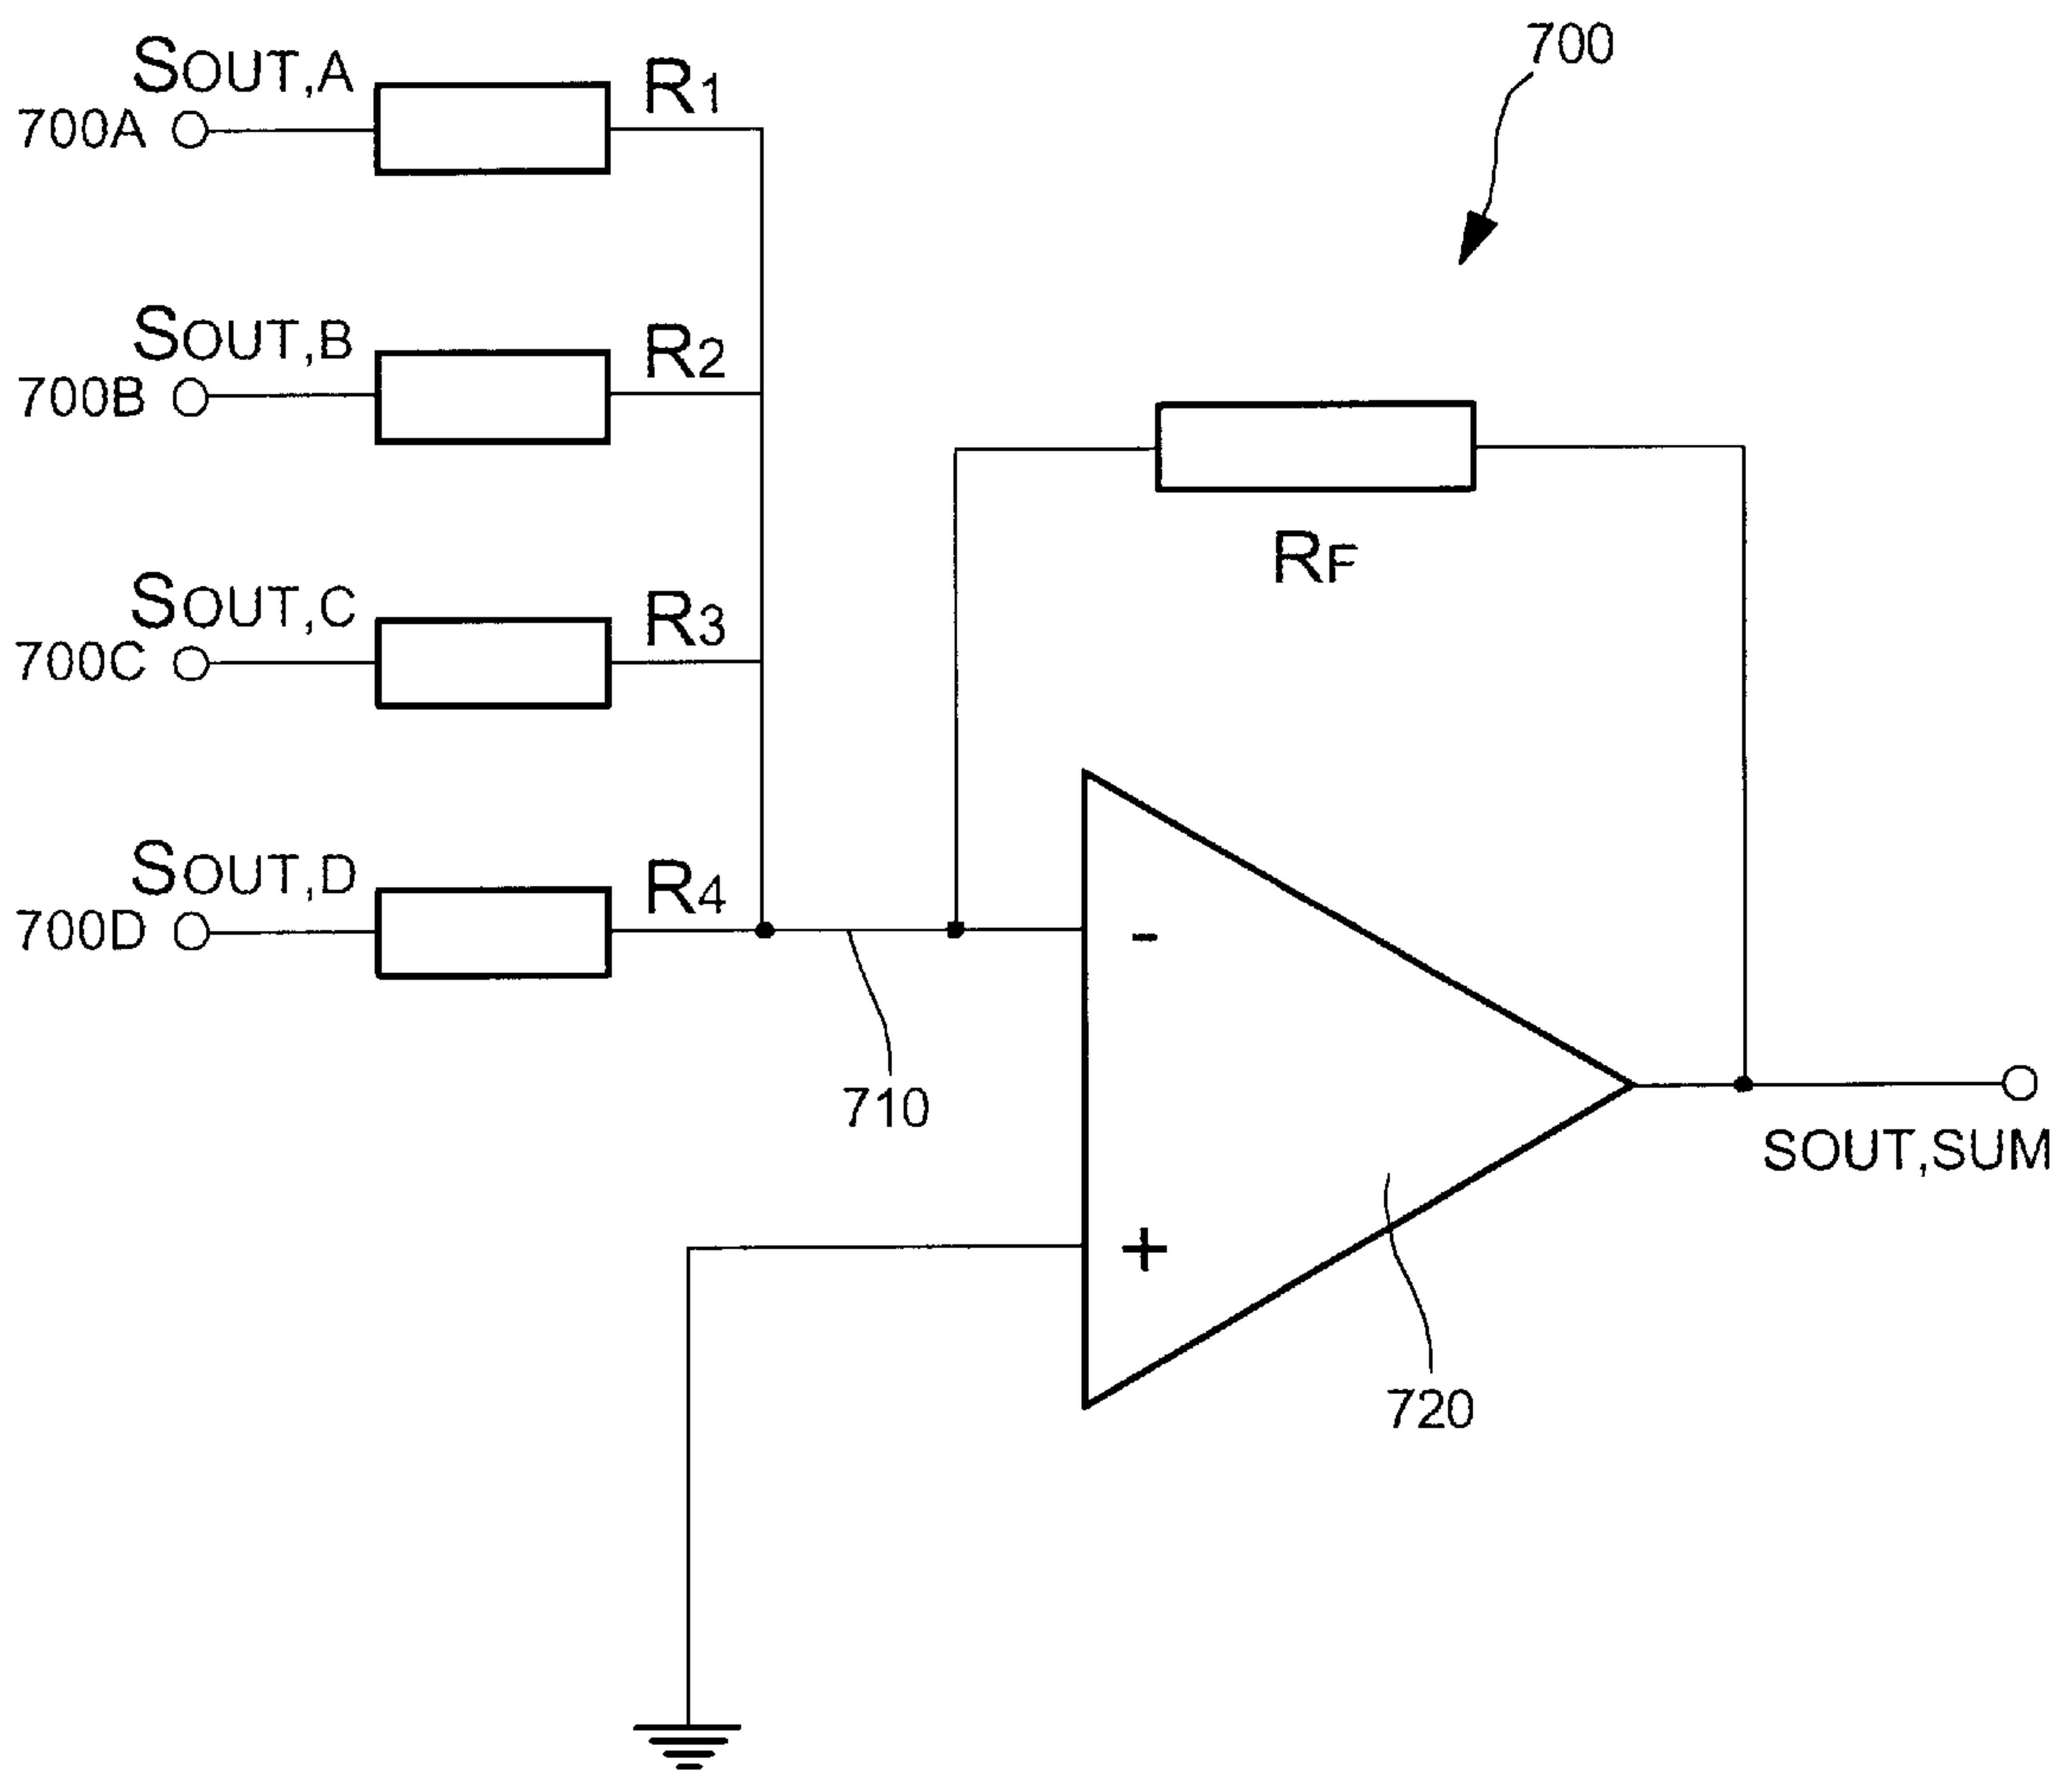 700
SOUT,A
R1
700A
SOUT,B
R2
700B
SOUT,C
R3
700C
RF
SOUT,D
R4
700D
-
710
SOUT,SUM
+
720